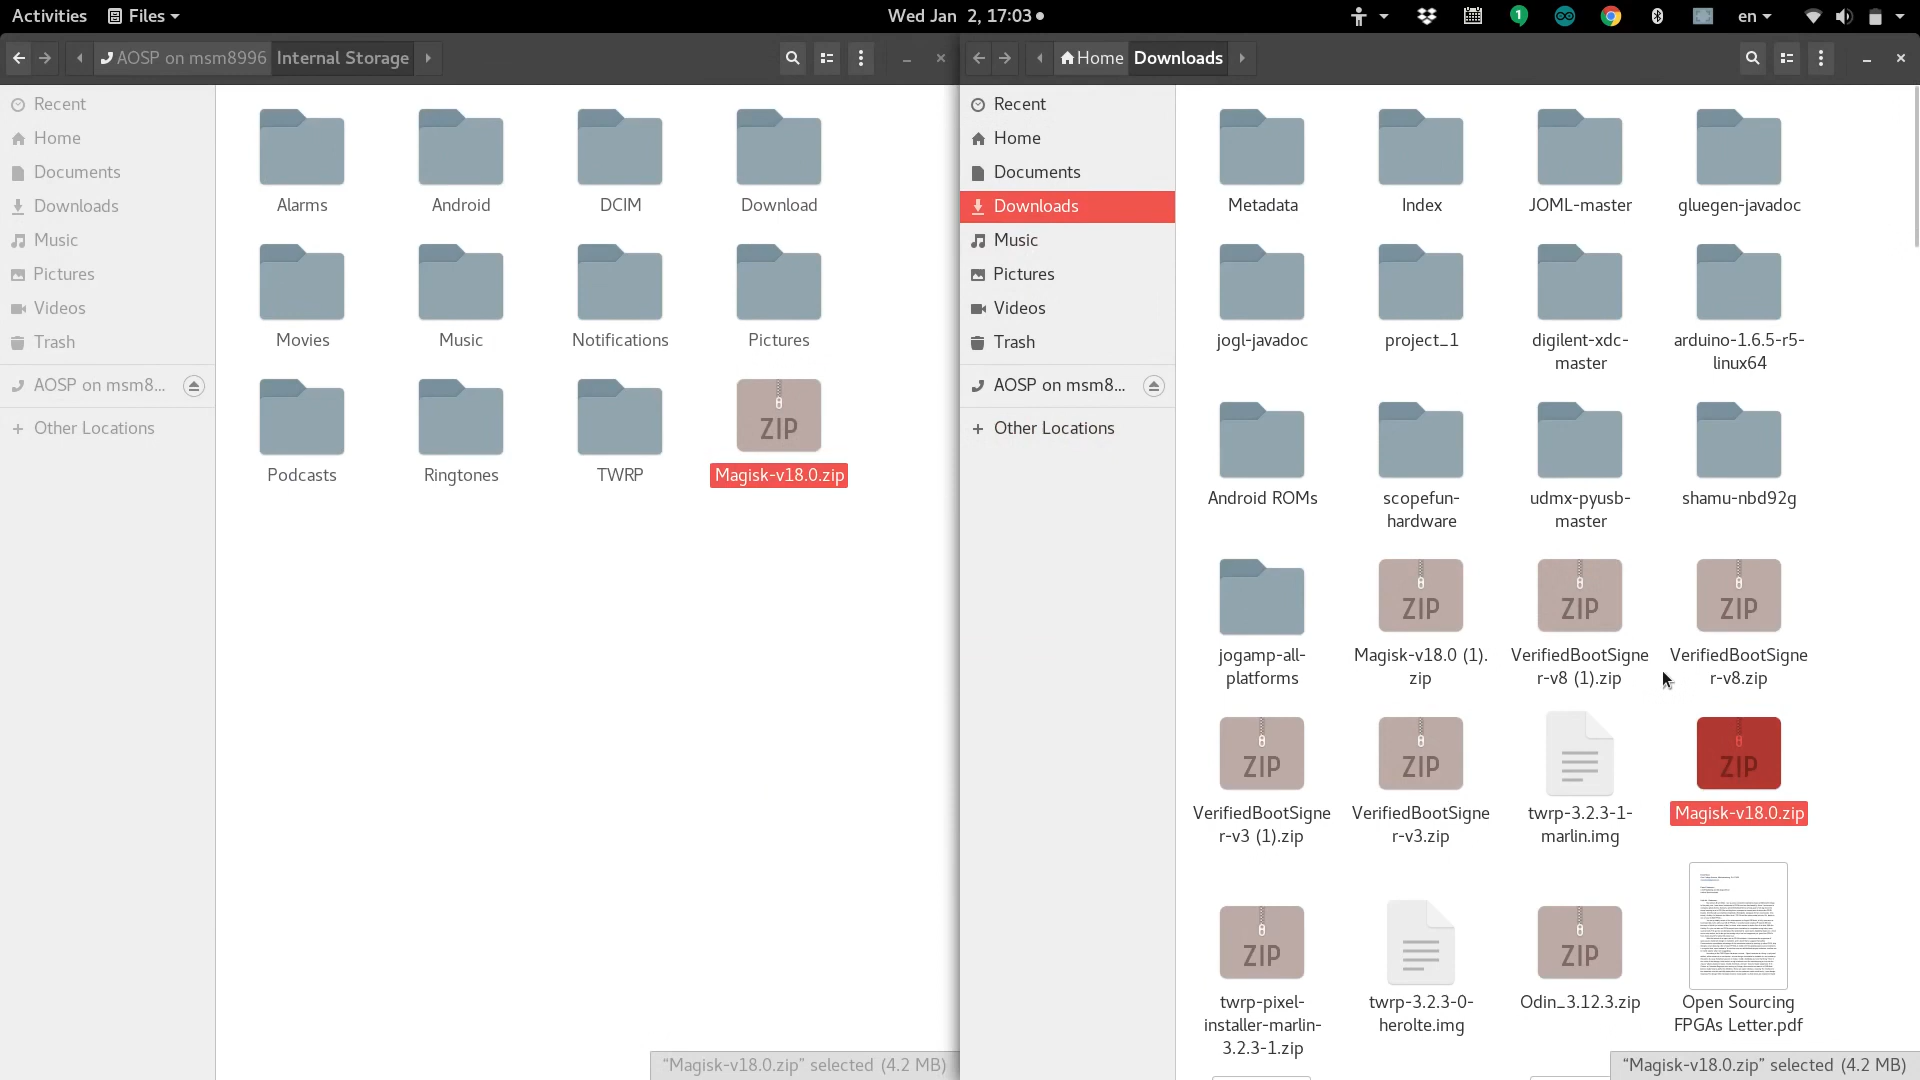 Activities
Files
Wed Jan 2, 17:03
1
en
AOSP on msm8996
Internal Storage
Recent
Home
Documents
Downloads
Music
Pictures
Videos
Trash
AOSP on msm8...
Other Locations
Alarms
Android
DCIM
Download
Movies
Music
Notifications
Pictures
Podcasts
Ringtones
TWRP
ZIP
Magisk-v18.0.zip
"Magisk-v18.0.zip" selected (4.2 MB)
Home
Downloads
Recent
Home
Documents
Downloads
Music
Pictures
Videos
Trash
AOSP on msm8...
Other Locations
Metadata
Index
JOML-master
gluegen-javadoc
jogl-javadoc
project_1
digilent-xdc-
master
arduino-1.6.5-r5-
linux64
Android ROMs
scopefun-
hardware
udmx-pyusb-
master
shamu-nbd92g
jogamp-all-
platforms
ZIP
Magisk-v18.0 (1).
zip
ZIP
VerifiedBootSigne
r-v8 (1).zip
ZIP
VerifiedBootSigne
r-v8.zip
ZIP
VerifiedBootSigne
r-v3 (1).zip
ZIP
VerifiedBootSigne
r-v3.zip
twrp-3.2.3-1-
marlin.img
ZIP
Magisk-v18.0.zip
ZIP
twrp-pixel-
installer-marlin-
3.2.3-1.zip
twrp-3.2.3-0-
herolte.img
ZIP
Odin_3.12.3.zip
Open Sourcing
FPGAs Letter.pdf
"Magisk-v18.0.zip" selected (4.2 MB)